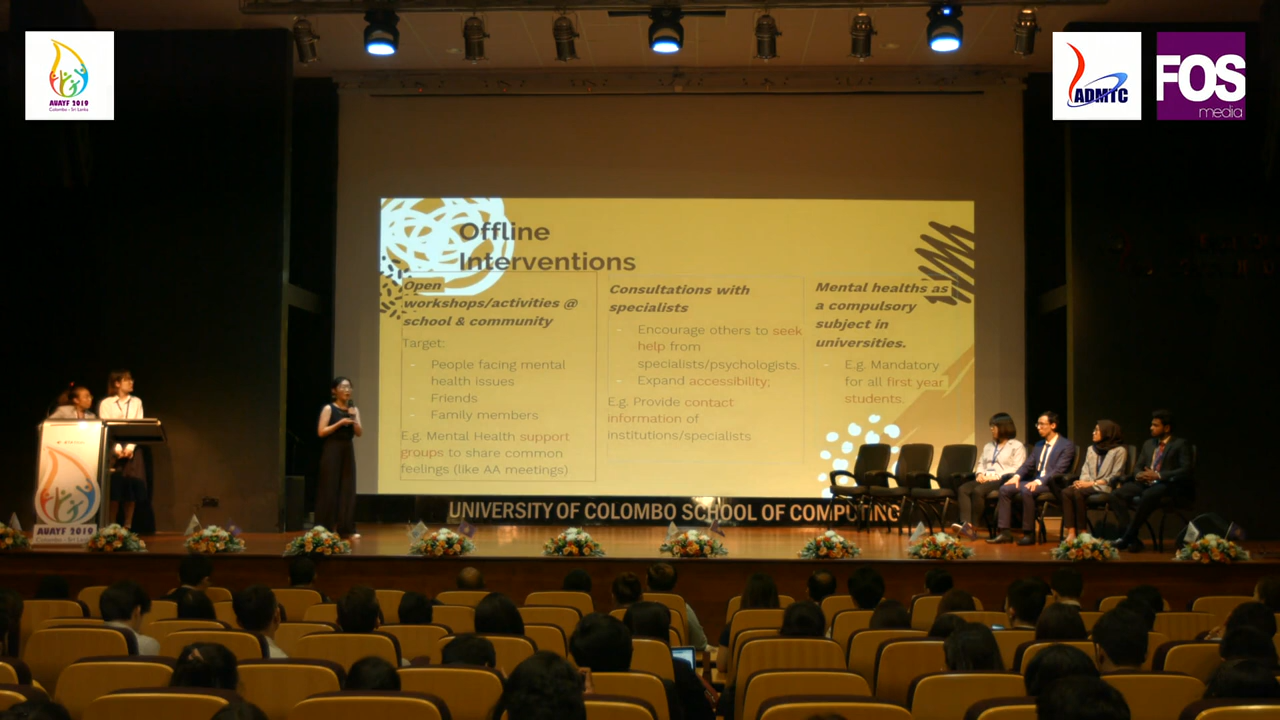 AUAYF 2019
Colombo - Sri Lanka
ADMTC
FOS
media
Offline
Interventions
Open
workshops/activities @
school & community
Target:
- People facing mental
health issues
- Friends
- Family members
E.g. Mental Health support
groups to share common
feelings (like AA meetings)
Consultations with
specialists
- Encourage others to seek
help from
specialists/psychologists.
- Expand accessibility;
E.g. Provide contact
information of
institutions/specialists
Mental healths as
a compulsory
subject in
universities.
- E.g. Mandatory
for all first year
students.
UNIVERSITY OF COLOMBO SCHOOL OF COMPUTING
AUAYF 2019